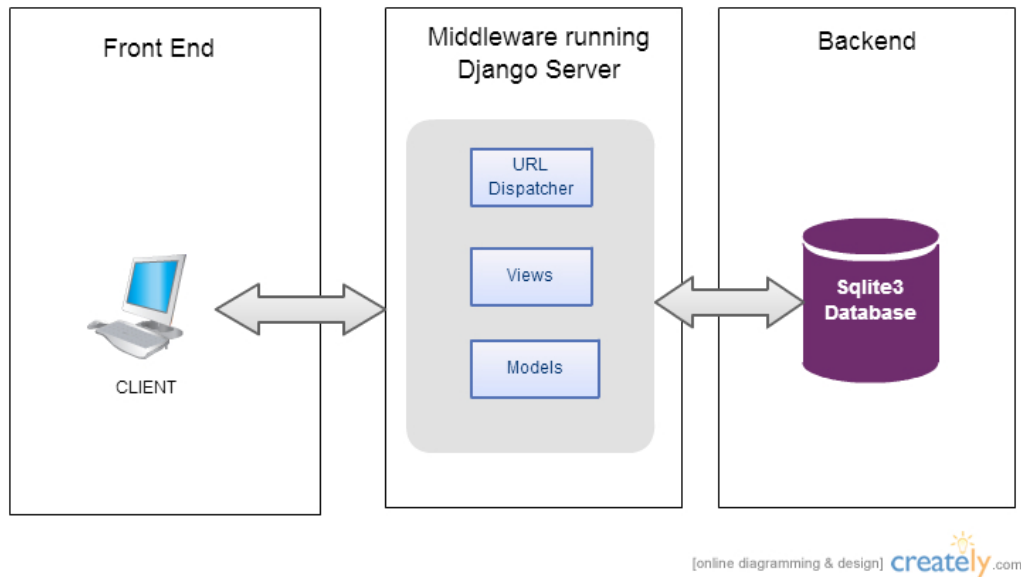 Front End
CLIENT
Middleware running
Django Server
URL
Dispatcher
Views
Models
Backend
Sqlite3
Database
[online diagramming & design] creately.com